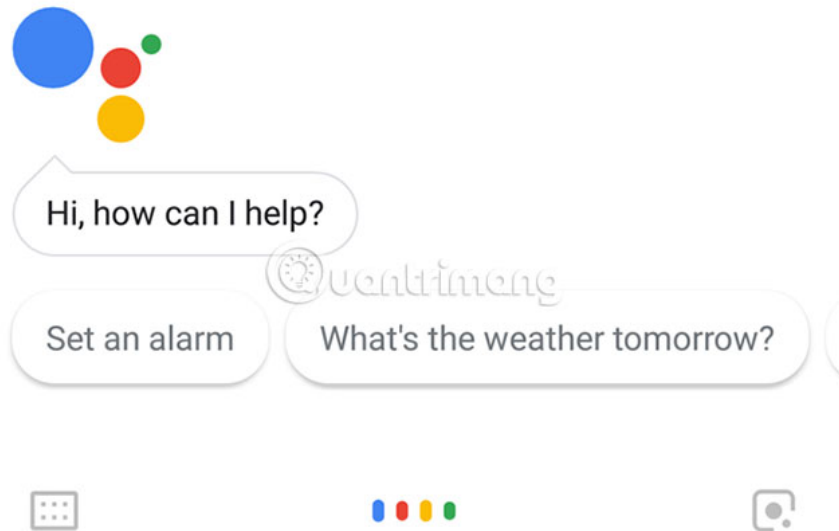 Hi, how can I help?
Quantrimang
Set an alarm
What's the weather tomorrow?